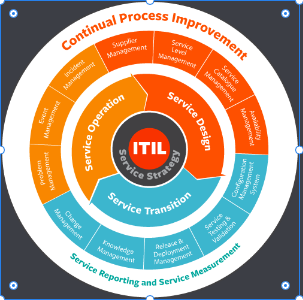 Continual Process Improvement
Supplier
Management
Service
Level
Management
Service
Catalogue
Management
Availability
Management
Configuration
Management
System
Service
Testing &
Validation
Release &
Deployment
Management
Knowledge
Management
Change
Management
Problem
Management
Event
Management
Incident
Management
Service Operation
Service Design
Service Transition
ITIL
Service Strategy
Service Reporting and Service Measurement